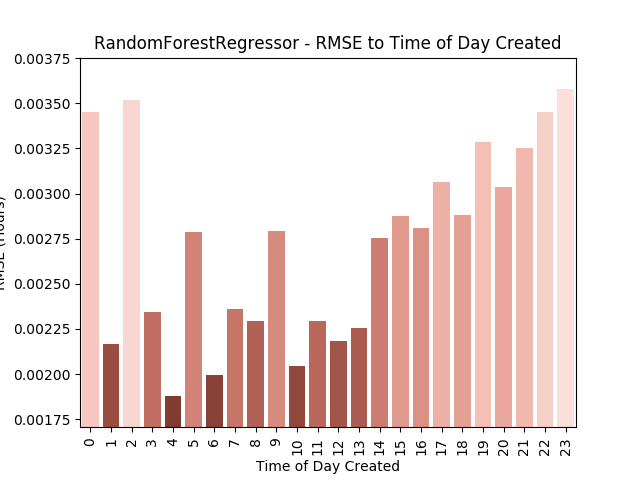 RandomForestRegressor - RMSE to Time of Day Created
0.00375
0.00350
0.00325
0.00300
0.00275
0.00250
0.00225
0.00200
0.00175
RMSE (Hours)
0 1 2 3 4 5 6 7 8 9 10 11 12 13 14 15 16 17 18 19 20 21 22 23
Time of Day Created